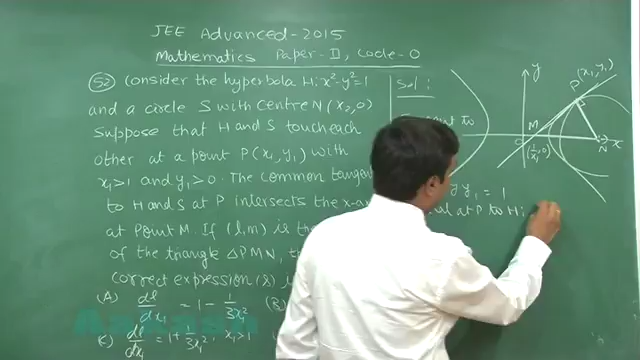 JEE Advanced-2015
Mathematics Paper-II, Code-0
52 Consider the hyperbola H: x²-y²=1
and a circle S with Centre N(x₂,0)
Suppose that H and S touch each
other at a point P(x₁,y₁) with
x₁>1 and y₁>0. The common tangen
to H and S at P intersects the x-a
at point M. If (l,m) is the
of the triangle ΔPMN, th
correct expression(s) i
(A) dl/dx₁ = 1 - 1/3x₁² (B)
(C) dl/dx₁ = 1 + 1/3x₁², x₁>1
Sol:
to
y y₁ = 1
al at P to H:
y
P(x₁,y₁)
M
O
(1/x₁,0)
N
x
Aakash